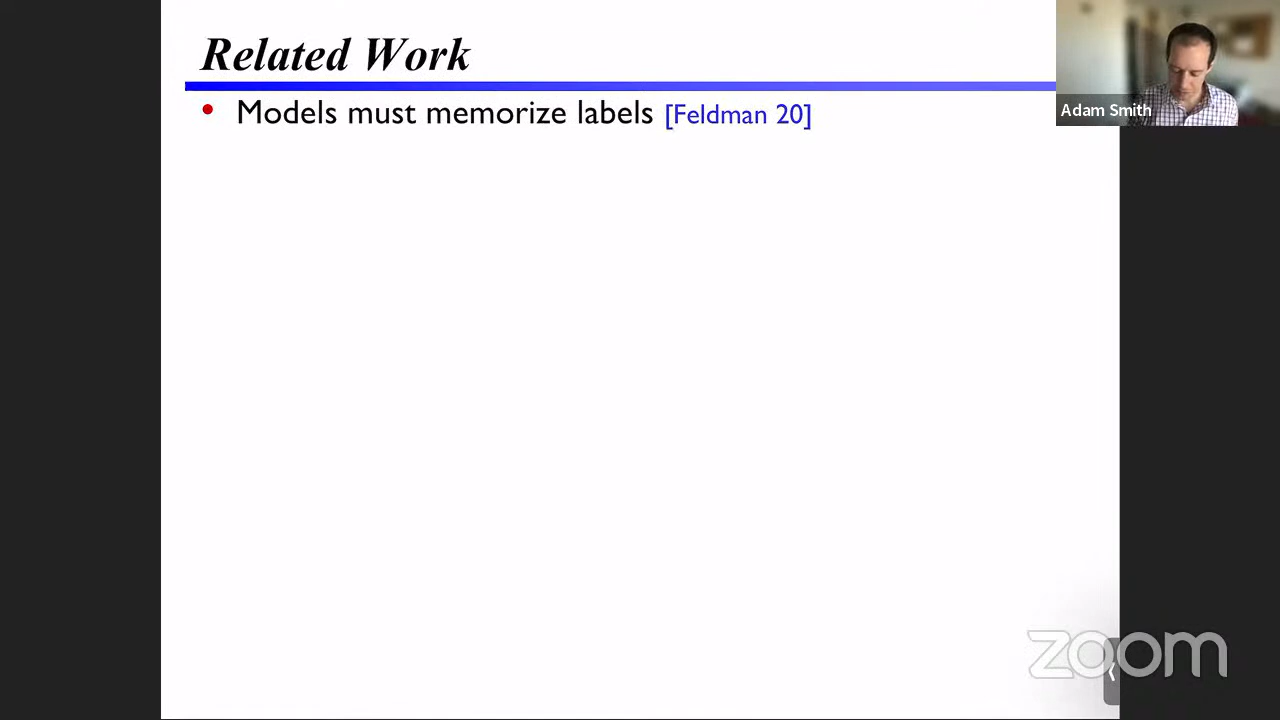 Related Work
• Models must memorize labels [Feldman 20]
Adam Smith
zoom